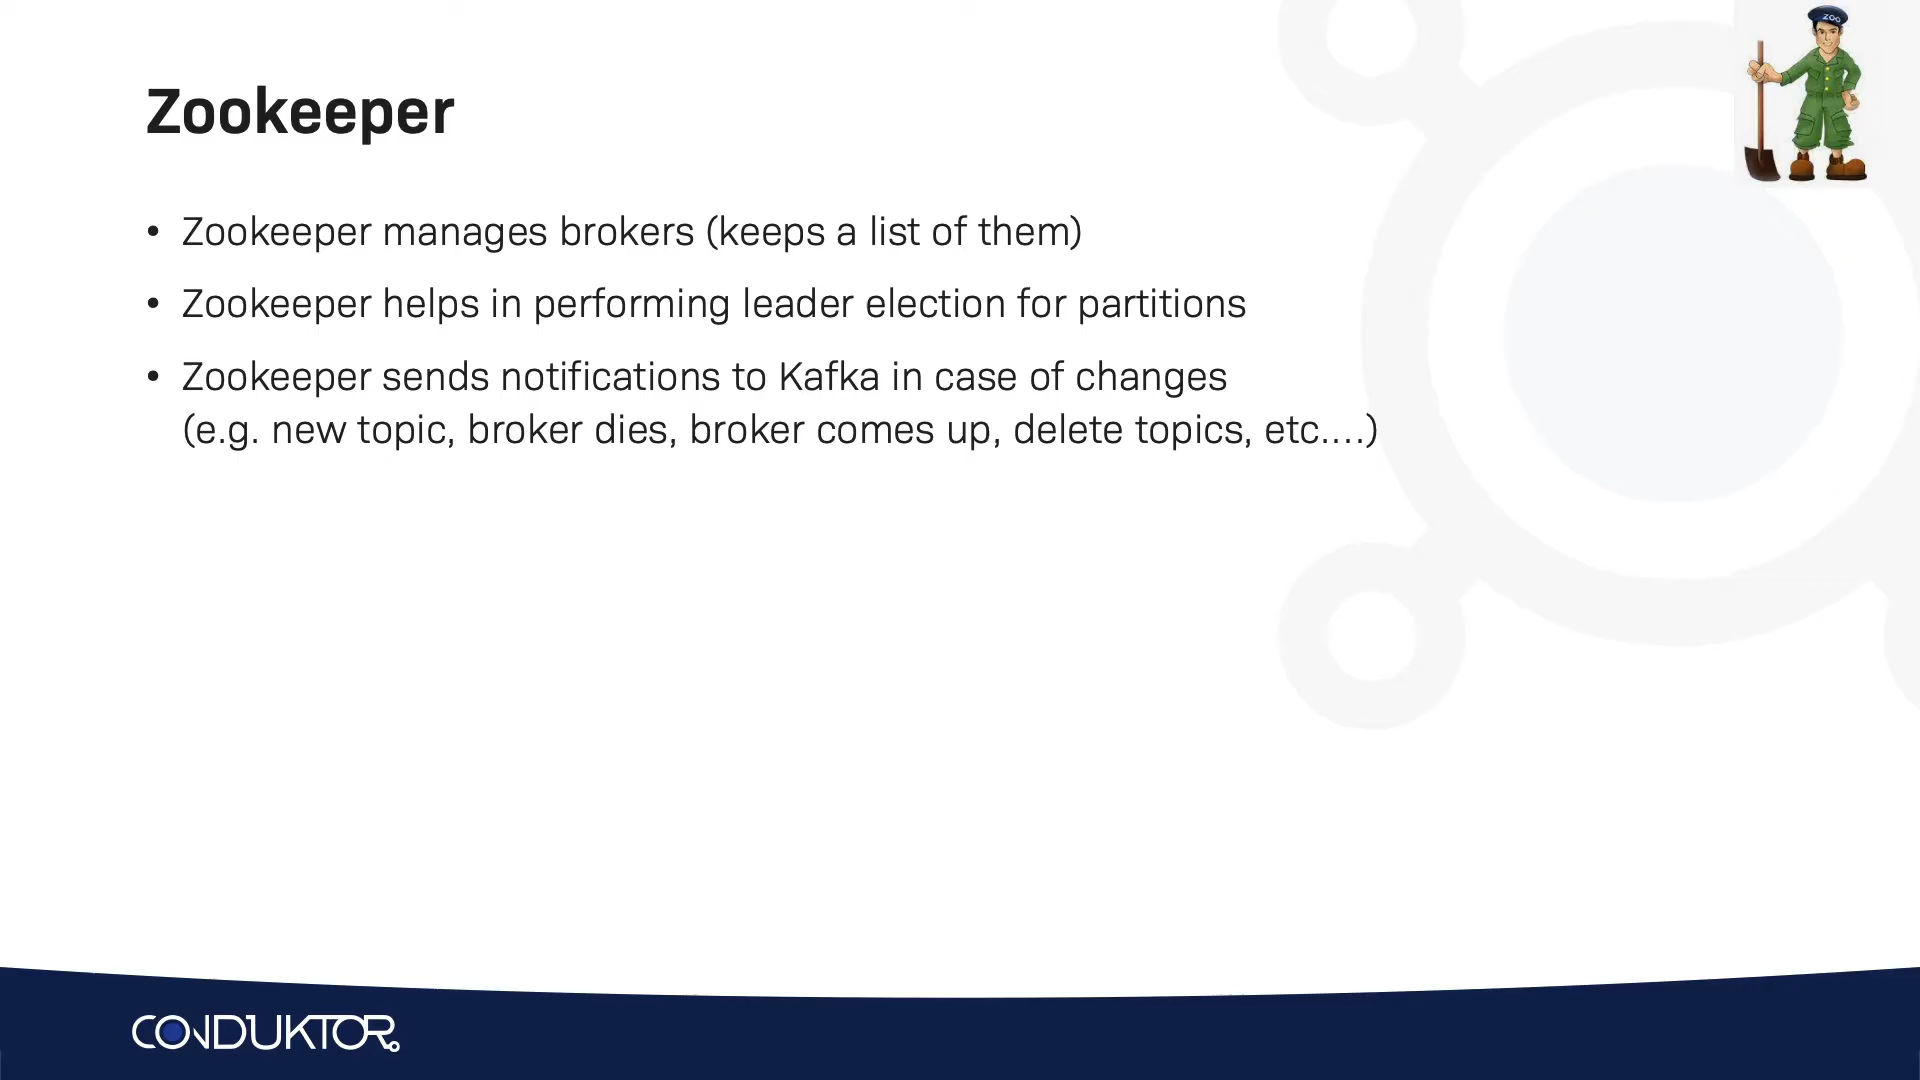 ZOO
Zookeeper
• Zookeeper manages brokers (keeps a list of them)
• Zookeeper helps in performing leader election for partitions
• Zookeeper sends notifications to Kafka in case of changes
(e.g. new topic, broker dies, broker comes up, delete topics, etc....)
CONDUKTOR